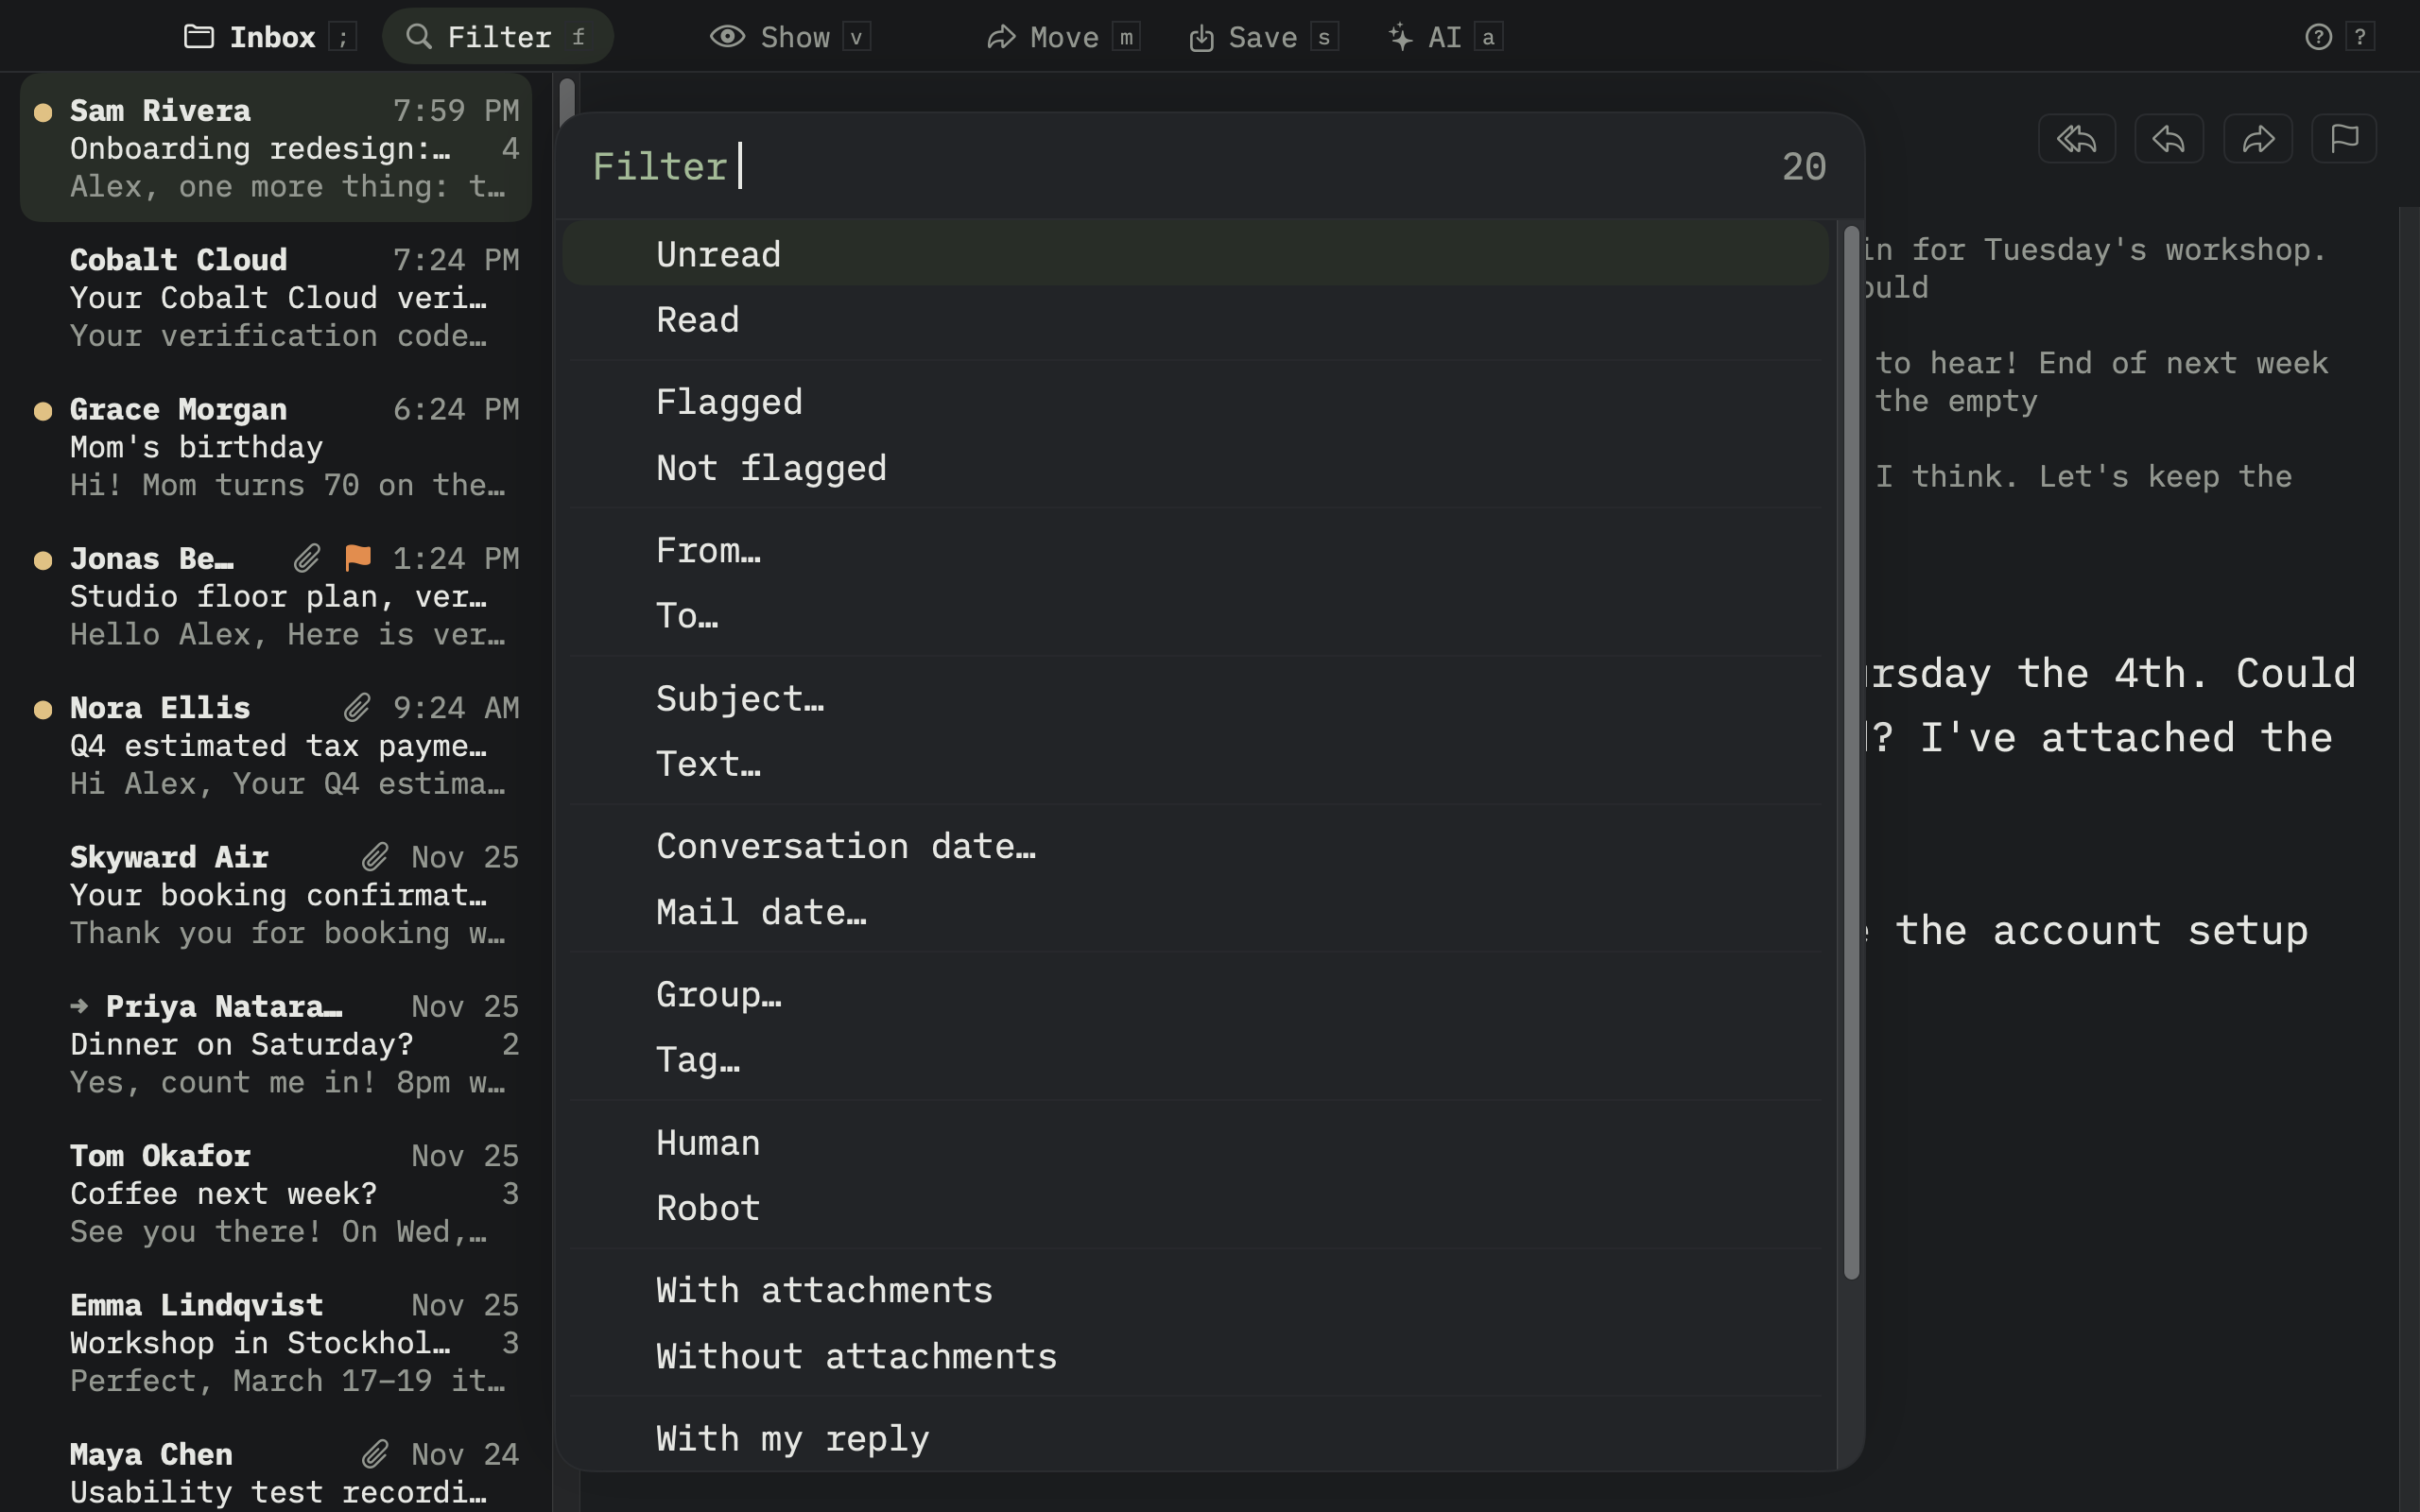 Inbox ; Filter f Show v Move m Save s AI a ?
Sam Rivera 7:59 PM
Onboarding redesign:… 4
Alex, one more thing: t…
Cobalt Cloud 7:24 PM
Your Cobalt Cloud veri…
Your verification code…
Grace Morgan 6:24 PM
Mom's birthday
Hi! Mom turns 70 on the…
Jonas Be… 1:24 PM
Studio floor plan, ver…
Hello Alex, Here is ver…
Nora Ellis 9:24 AM
Q4 estimated tax payme…
Hi Alex, Your Q4 estima…
Skyward Air Nov 25
Your booking confirmat…
Thank you for booking w…
→ Priya Natara… Nov 25
Dinner on Saturday? 2
Yes, count me in! 8pm w…
Tom Okafor Nov 25
Coffee next week? 3
See you there! On Wed,…
Emma Lindqvist Nov 25
Workshop in Stockhol… 3
Perfect, March 17–19 it…
Maya Chen Nov 24
Usability test recordi…
Filter 20
Unread
Read
Flagged
Not flagged
From…
To…
Subject…
Text…
Conversation date…
Mail date…
Group…
Tag…
Human
Robot
With attachments
Without attachments
With my reply
in for Tuesday's workshop.
ould
to hear! End of next week
the empty
I think. Let's keep the
rsday the 4th. Could
? I've attached the
the account setup